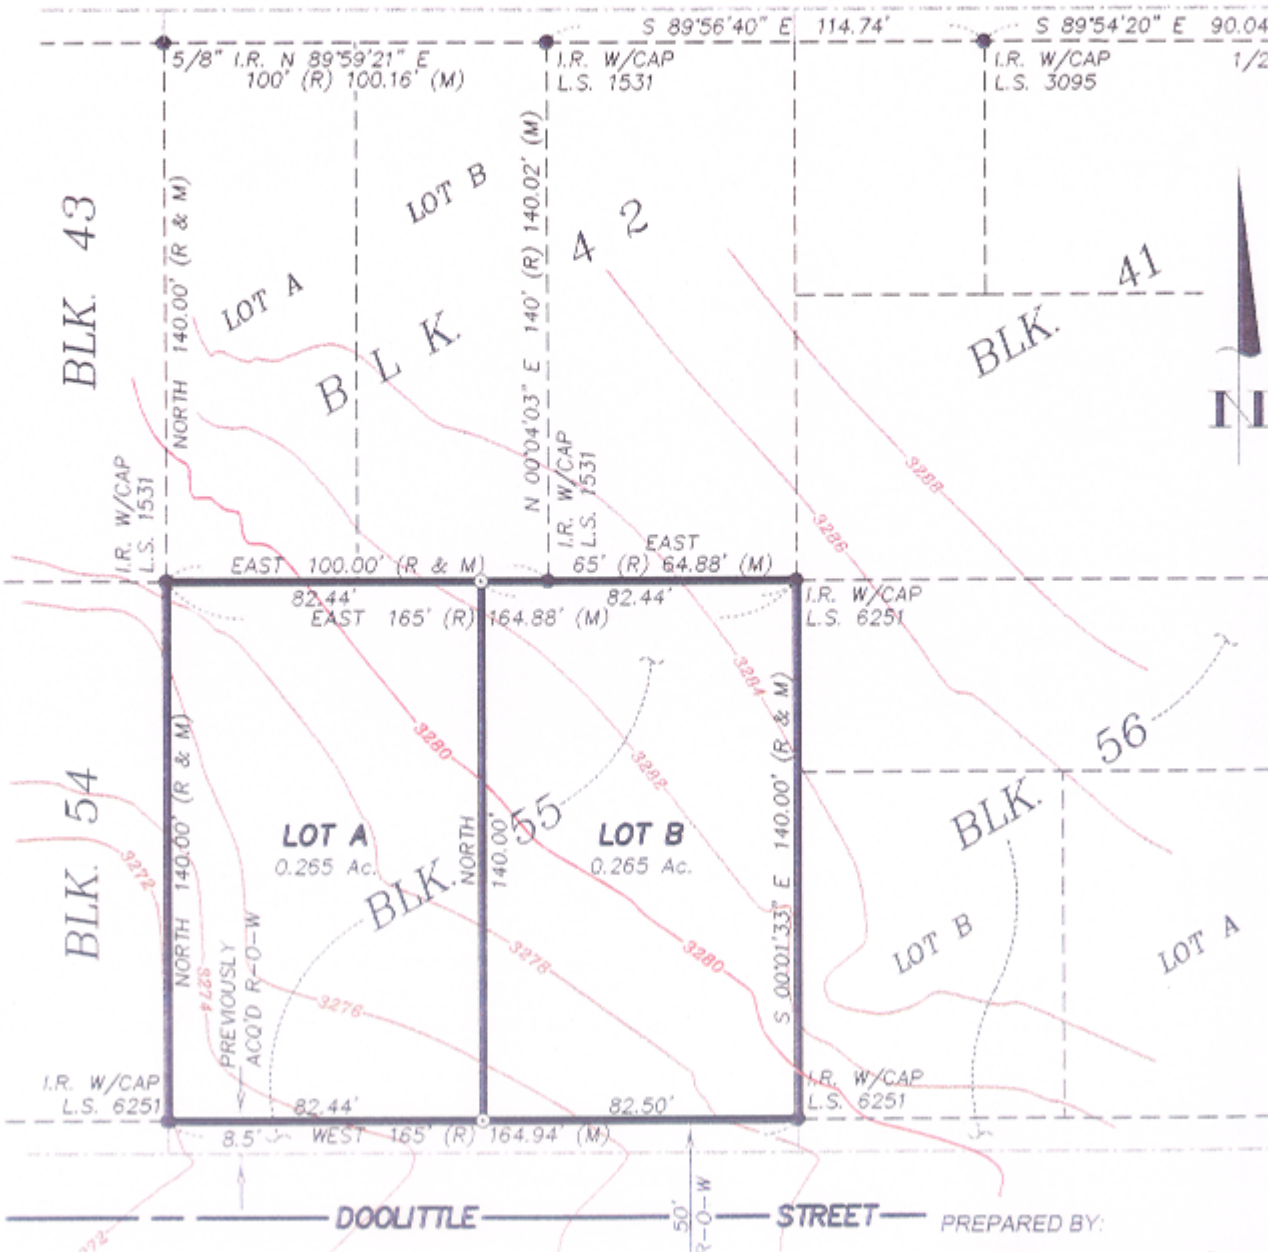 S 89°56'40" E 114.74'
S 89°54'20" E 90.04
5/8" I.R. N 89°59'21" E
100' (R) 100.16' (M)
I.R. W/CAP
L.S. 1531
I.R. W/CAP
L.S. 3095
1/2
BLK. 43
NORTH 140.00' (R & M)
LOT B
LOT A
N 00°04'03" E 140' (R) 140.02' (M)
BLK.
4 2
41
BLK.
N
3288
3286
I.R. W/CAP
L.S. 1531
I.R. W/CAP
L.S. 1531
EAST 100.00' (R & M)
EAST
65' (R) 64.88' (M)
82.44'
82.44'
EAST 165' (R) 164.88' (M)
I.R. W/CAP
L.S. 6251
3284
3280
3282
BLK. 54
NORTH 140.00' (R & M)
LOT A
0.265 Ac.
NORTH
140.00'
55
BLK.
LOT B
0.265 Ac.
S 00°01'33" E 140.00' (R & M)
56
BLK.
3272
3274
3276
3278
3280
LOT B
LOT A
PREVIOUSLY
ACQ'D R-O-W
I.R. W/CAP
L.S. 6251
82.44'
82.50'
I.R. W/CAP
L.S. 6251
8.5'
WEST 165' (R) 164.94' (M)
3272
DOOLITTLE
50'
R-O-W
STREET
PREPARED BY: